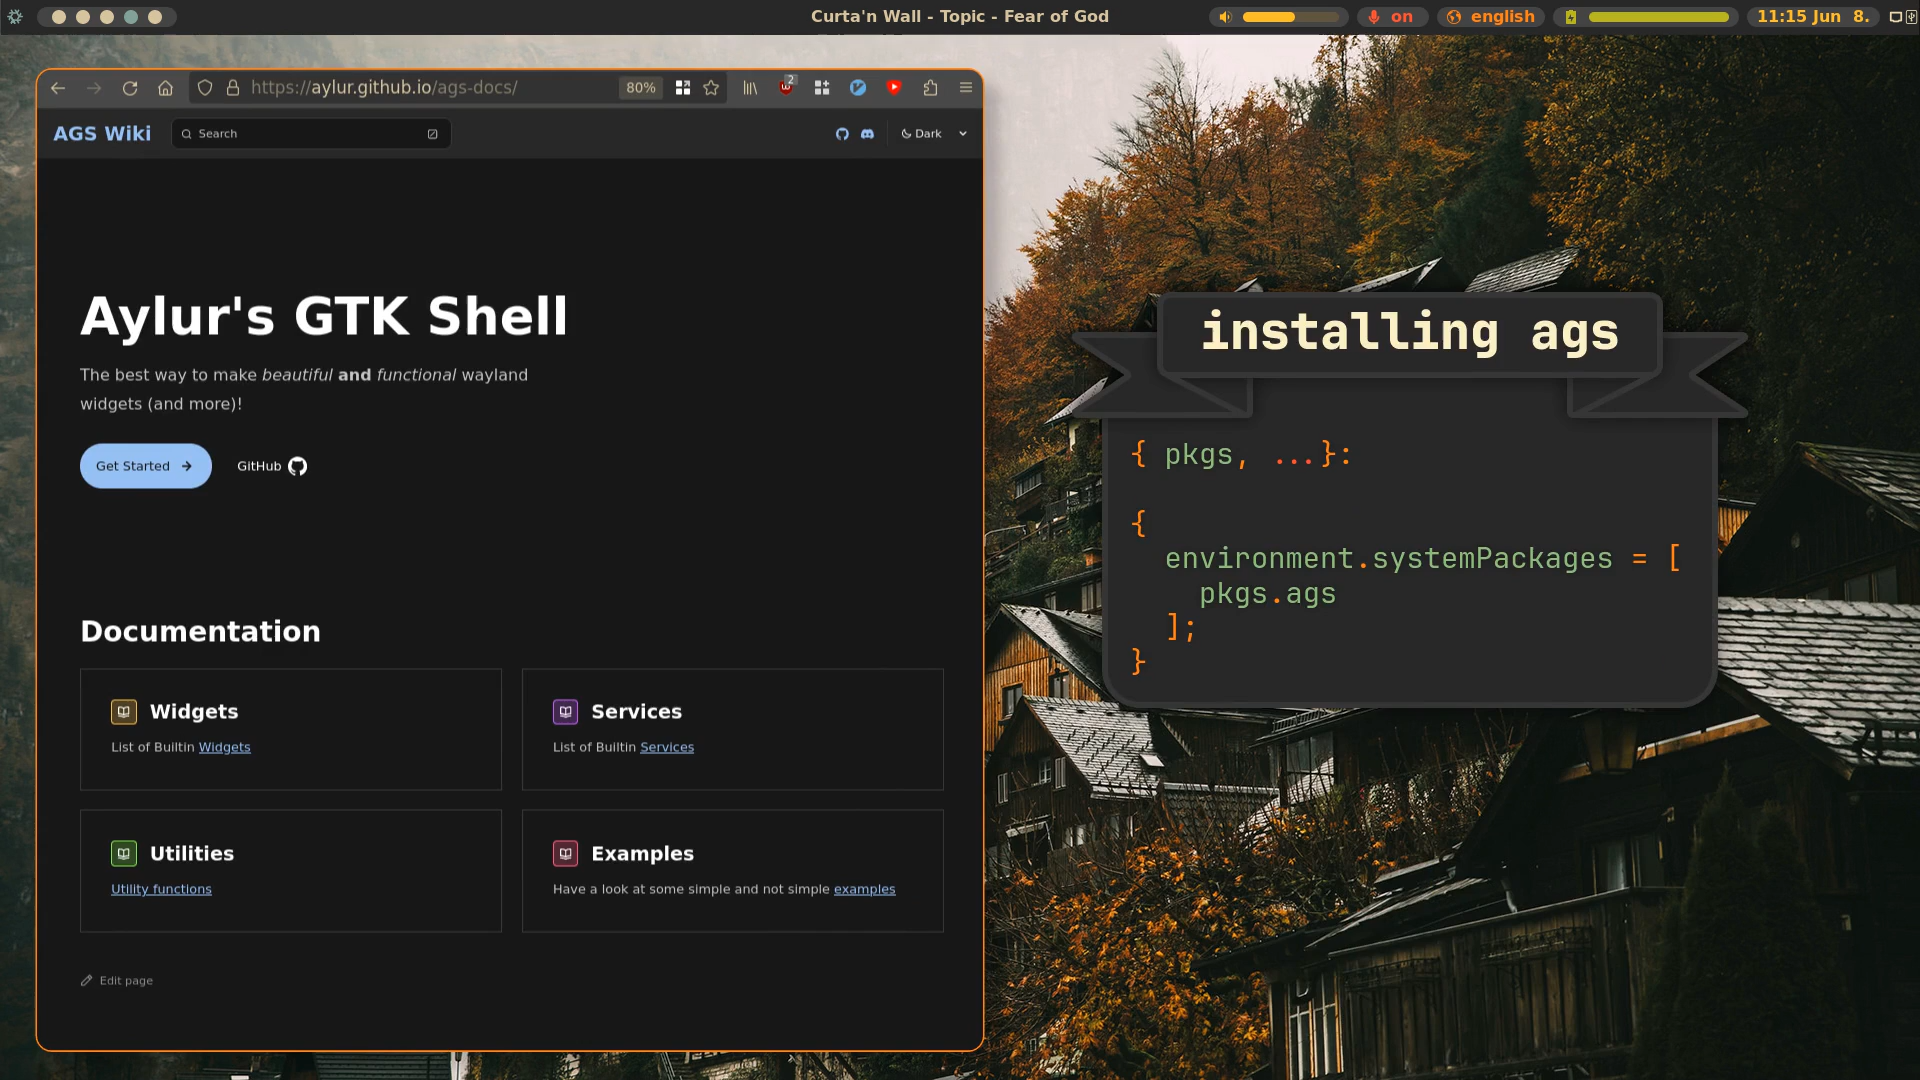 Curta'n Wall - Topic - Fear of God
on
english
11:15 Jun 8.
https://aylur.github.io/ags-docs/
80%
2
AGS Wiki
Search
Dark
Aylur's GTK Shell
The best way to make beautiful and functional wayland
widgets (and more)!
Get Started
GitHub
Documentation
Widgets
List of Builtin Widgets
Services
List of Builtin Services
Utilities
Utility functions
Examples
Have a look at some simple and not simple examples
Edit page
installing ags
{ pkgs, ...}:
{
environment.systemPackages = [
pkgs.ags
];
}